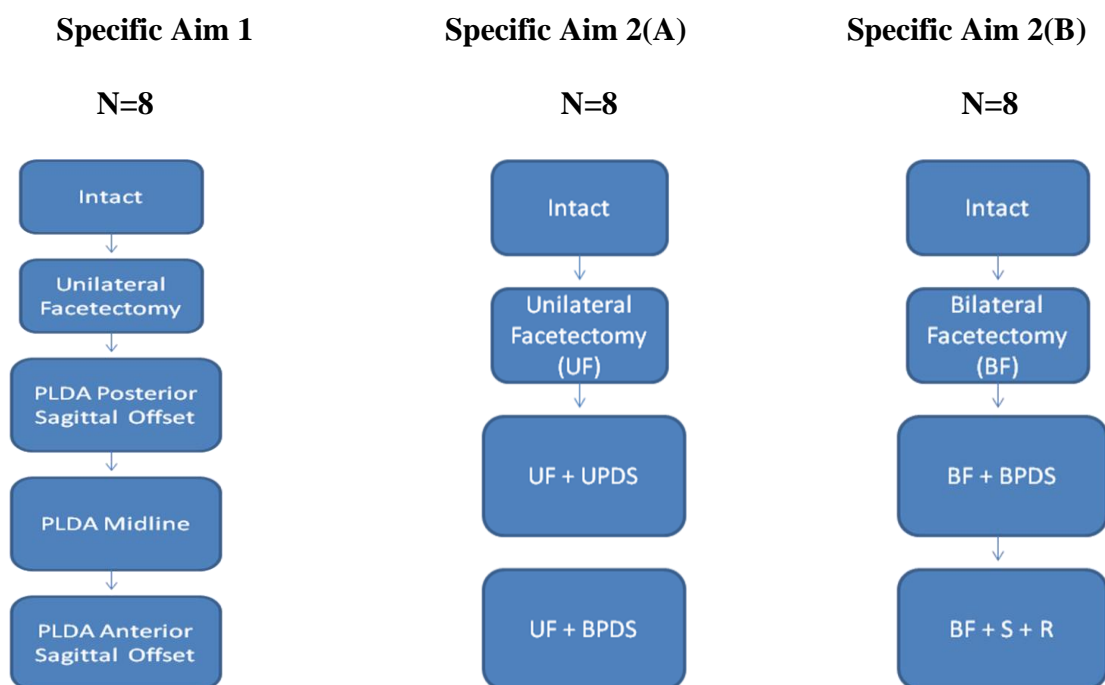 Specific Aim 1
N=8
Intact
Unilateral
Facetectomy
PLDA Posterior
Sagittal Offset
PLDA Midline
PLDA Anterior
Sagittal Offset
Specific Aim 2(A)
N=8
Intact
Unilateral
Facetectomy
(UF)
UF + UPDS
UF + BPDS
Specific Aim 2(B)
N=8
Intact
Bilateral
Facetectomy
(BF)
BF + BPDS
BF + S + R